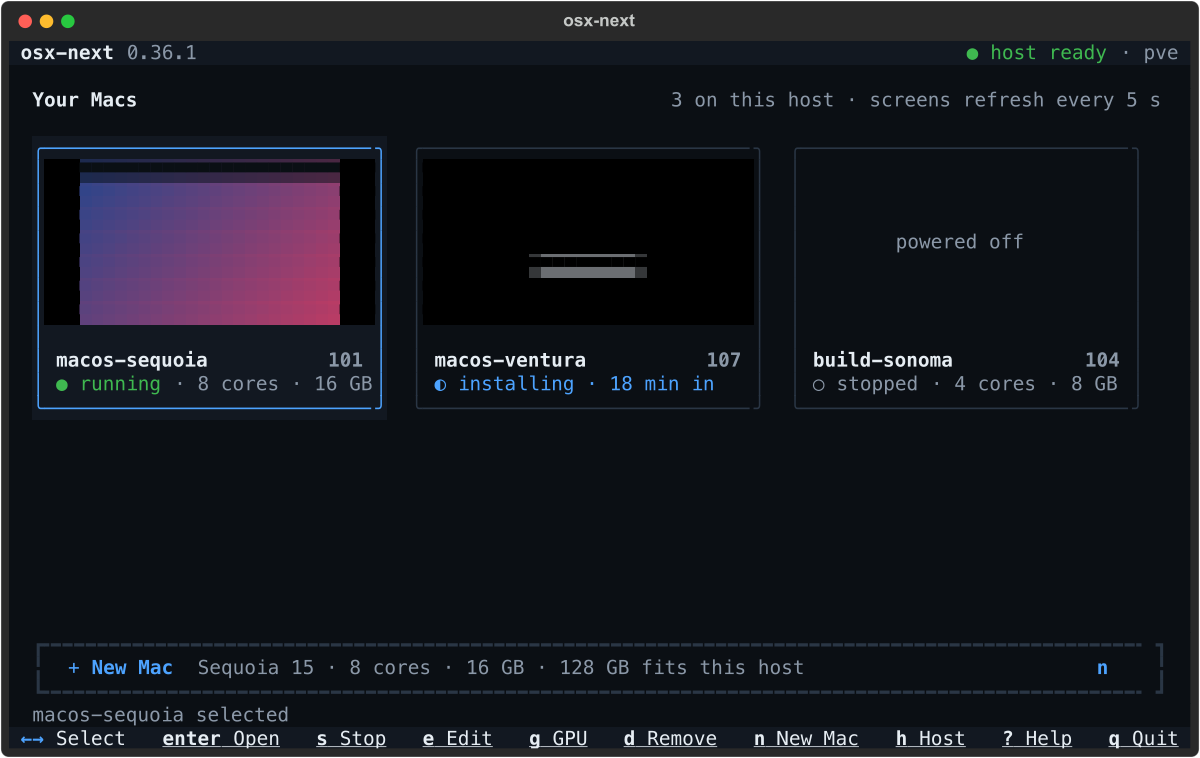 osx-next
osx-next 0.36.1 ● host ready · pve
Your Macs 3 on this host · screens refresh every 5 s
powered off
macos-sequoia 101 macos-ventura 107 build-sonoma 104
● running · 8 cores · 16 GB ◐ installing · 18 min in ○ stopped · 4 cores · 8 GB
+ New Mac Sequoia 15 · 8 cores · 16 GB · 128 GB fits this host n
macos-sequoia selected
←→ Select enter Open s Stop e Edit g GPU d Remove n New Mac h Host ? Help q Quit